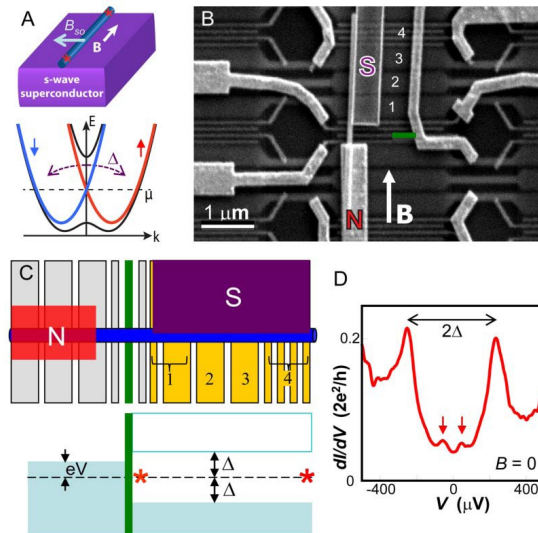 A
B_so
B
s-wave
superconductor
E
Δ
μ
k
B
S
4
3
2
1
N
B
1 μm
C
N
S
1
2
3
4
eV
Δ
Δ
D
2Δ
0.2
0
dI/dV (2e²/h)
B = 0
-400
0
400
V (μV)